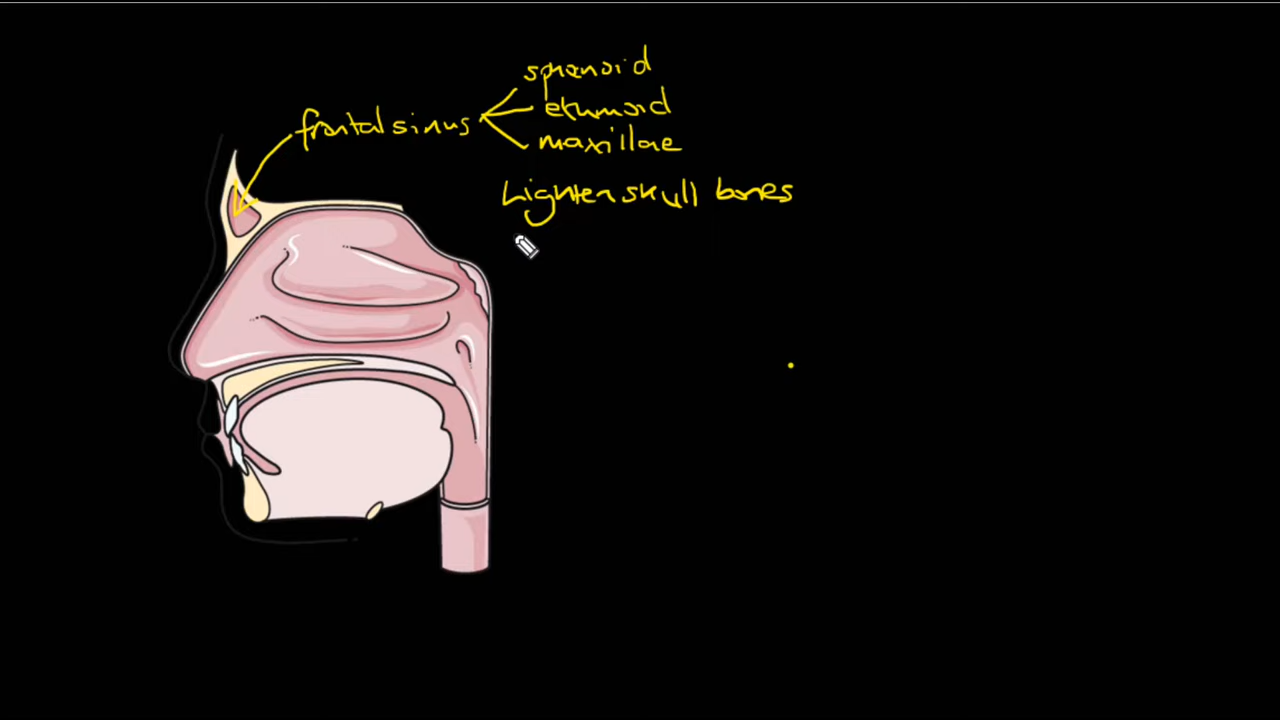 sphenoid
frontal sinus
ethmoid
maxillae
Lighten skull bones